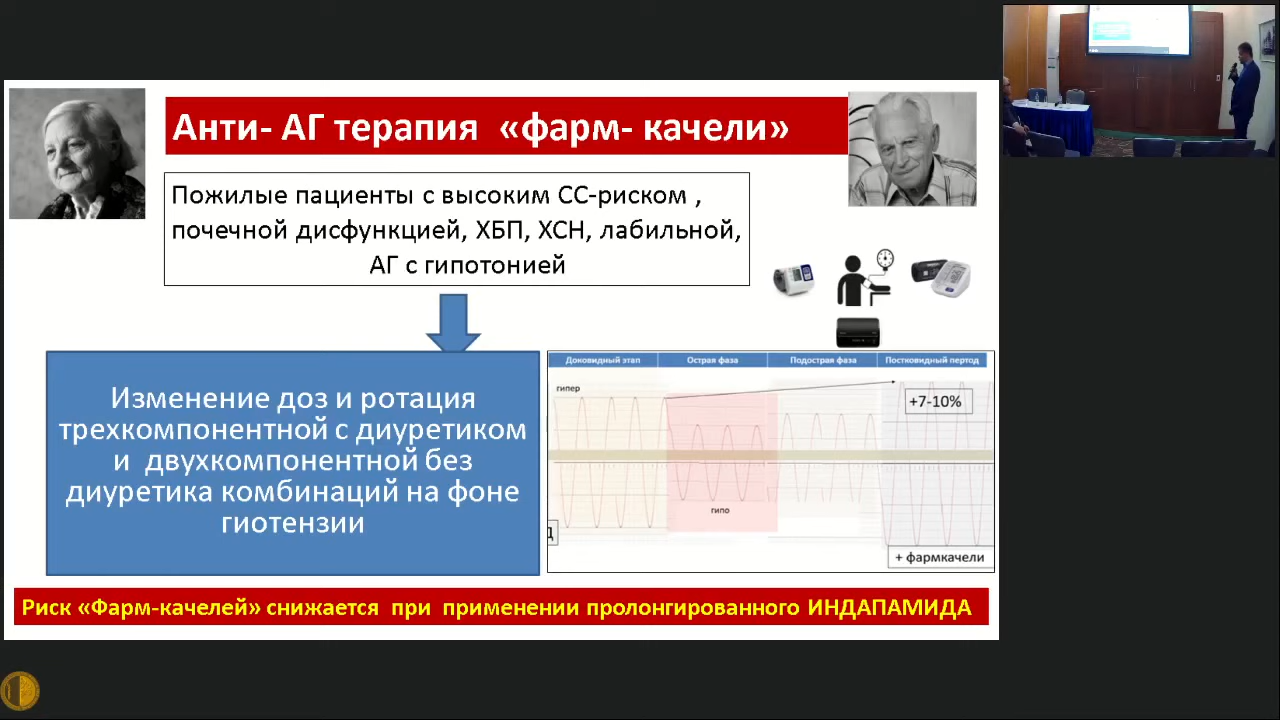 Анти- АГ терапия «фарм- качели»
Пожилые пациенты с высоким СС-риском ,
почечной дисфункцией, ХБП, ХСН, лабильной,
АГ с гипотонией
Изменение доз и ротация
трехкомпонентной с диуретиком
и двухкомпонентной без
диуретика комбинаций на фоне
гиотензии
Доковидный этап Острая фаза Подострая фаза Постковидный пертод
гипер
+7-10%
гипо
Д
+ фармкачели
Риск «Фарм-качелей» снижается при применении пролонгированного ИНДАПАМИДА